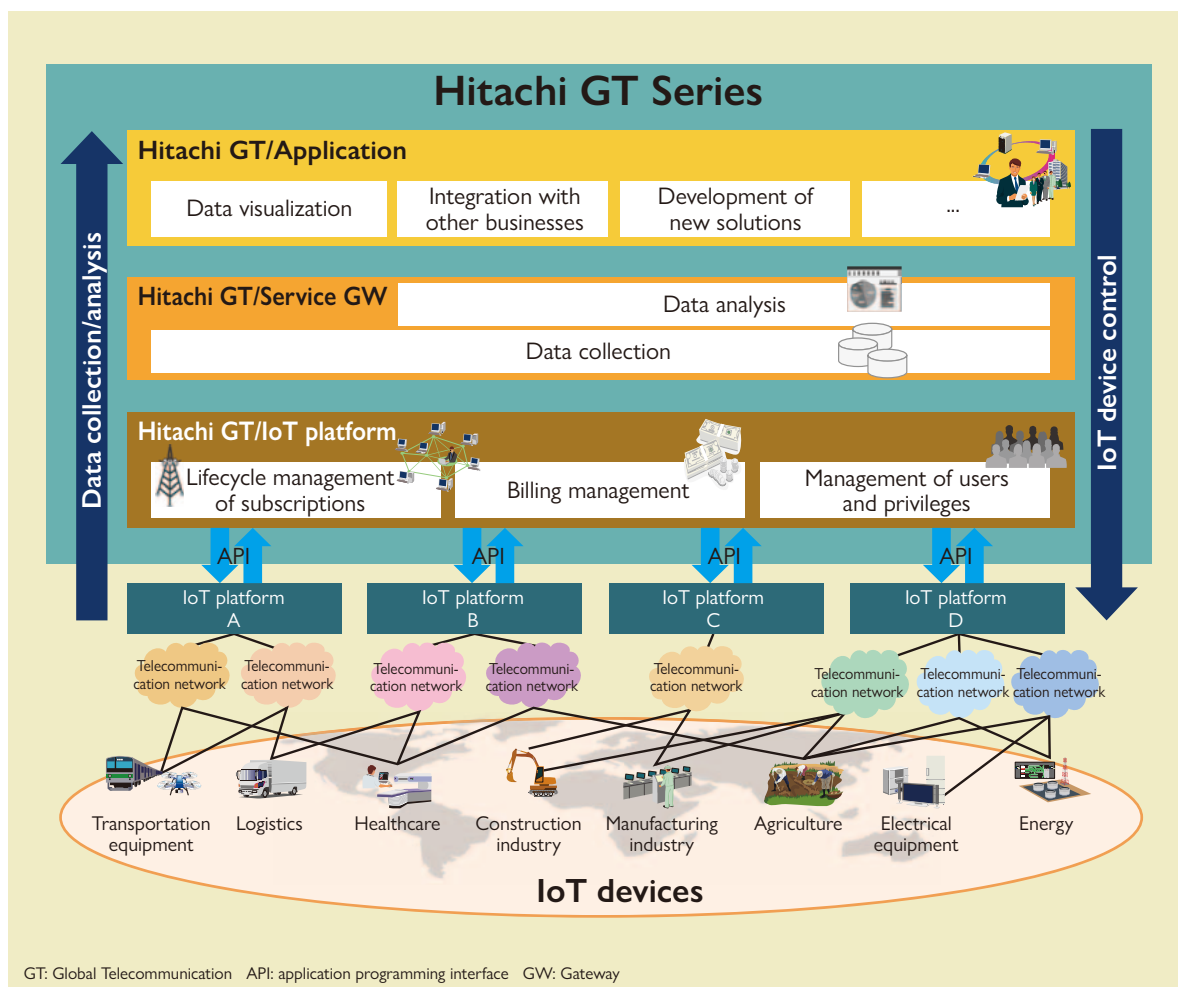 Hitachi GT Series
Data collection/analysis
IoT device control
Hitachi GT/Application
Data visualization
Integration with
other businesses
Development of
new solutions
...
Hitachi GT/Service GW
Data analysis
Data collection
Hitachi GT/IoT platform
Lifecycle management
of subscriptions
Billing management
Management of users
and privileges
API
API
API
API
IoT platform
A
IoT platform
B
IoT platform
C
IoT platform
D
Telecommuni-
cation network
Telecommuni-
cation network
Telecommuni-
cation network
Telecommuni-
cation network
Telecommuni-
cation network
Telecommuni-
cation network
Telecommuni-
cation network
Telecommuni-
cation network
Transportation
equipment
Logistics
Healthcare
Construction
industry
Manufacturing
industry
Agriculture
Electrical
equipment
Energy
IoT devices
GT: Global Telecommunication API: application programming interface GW: Gateway